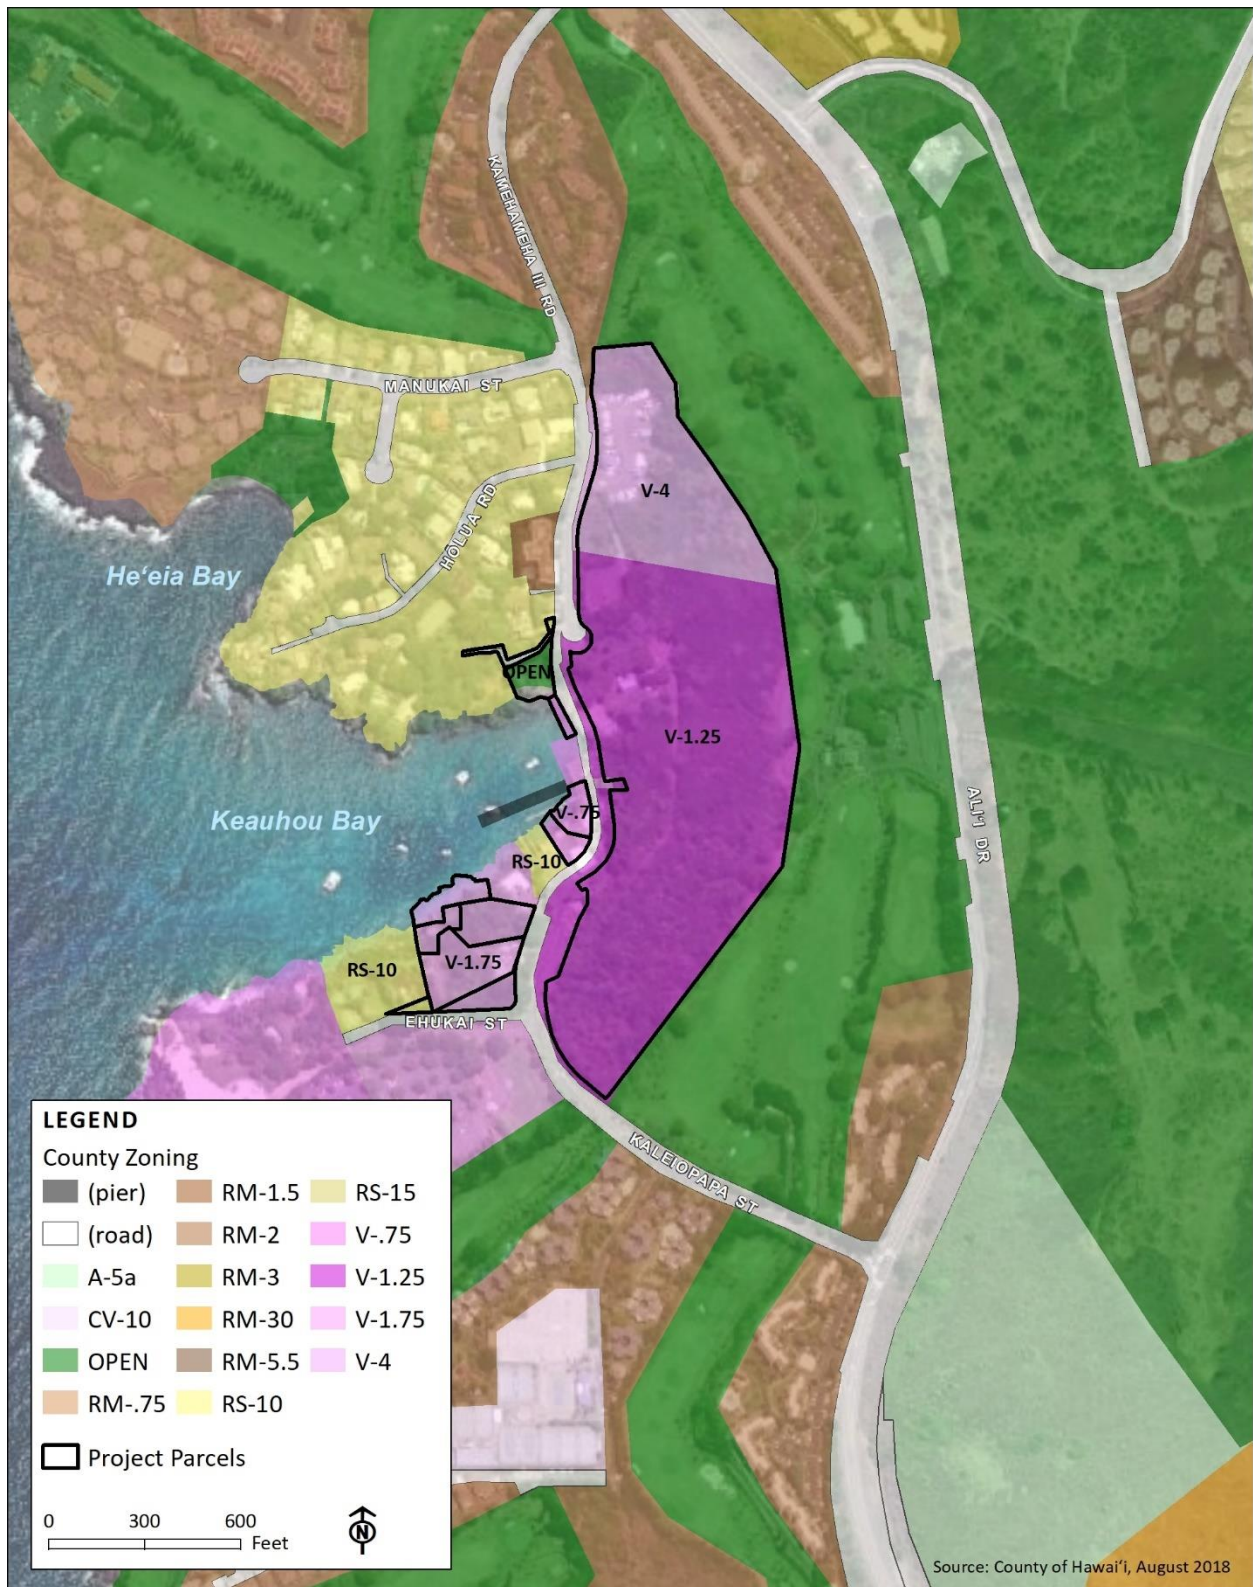 KAMEHAMEHA III RD
MANUKAI ST
HOLUA RD
V-4
He‘eia Bay
OPEN
V-1.25
Keauhou Bay
V-.75
ALI‘I DR
RS-10
RS-10
V-1.75
EHUKAI ST
KALEIOPAPA ST
LEGEND
County Zoning
(pier)
(road)
A-5a
CV-10
OPEN
RM-.75
RM-1.5
RM-2
RM-3
RM-30
RM-5.5
RS-10
RS-15
V-.75
V-1.25
V-1.75
V-4
Project Parcels
0 300 600
Feet
N
Source: County of Hawai‘i, August 2018